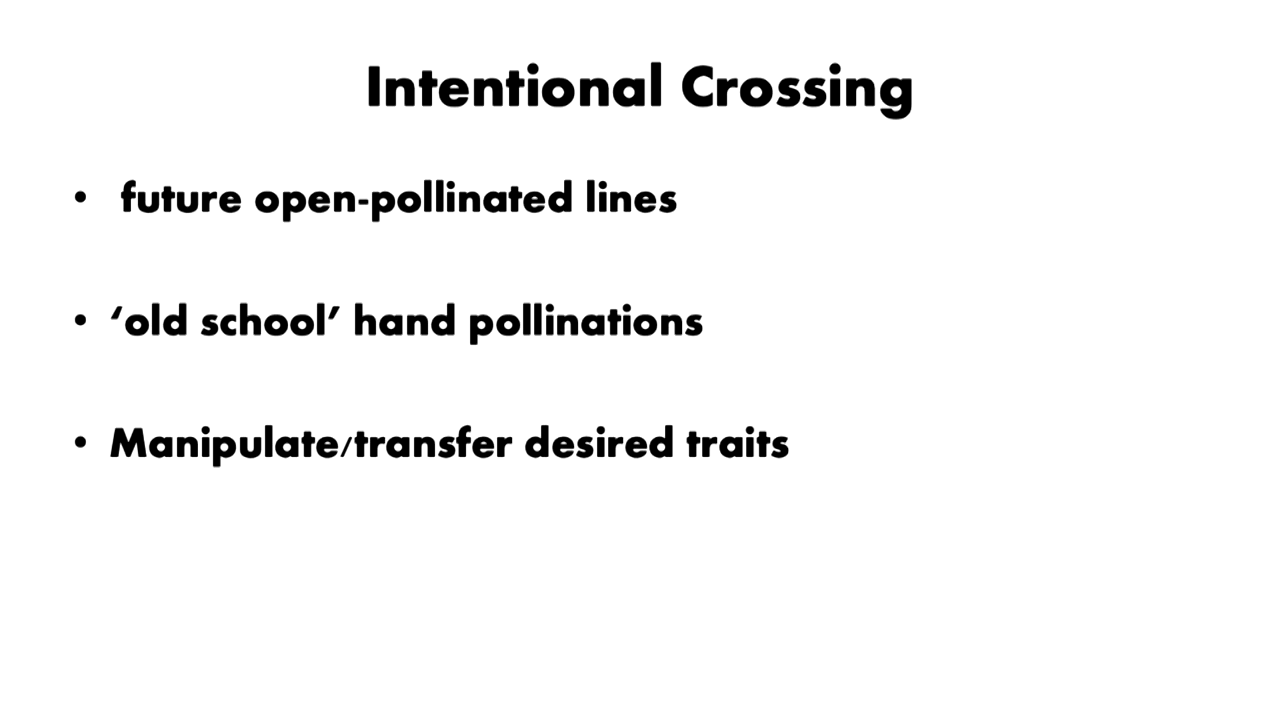 Intentional Crossing
• future open-pollinated lines
• ‘old school’ hand pollinations
• Manipulate/transfer desired traits